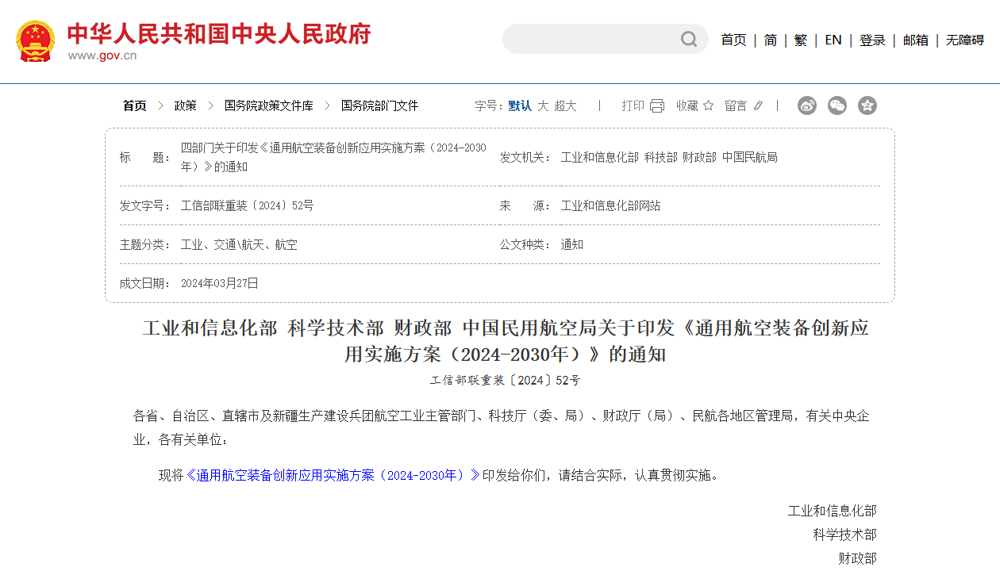 中华人民共和国中央人民政府
www.gov.cn
首页 | 简 | 繁 | EN | 登录 | 邮箱 | 无障碍
首页 > 政策 > 国务院政策文件库 > 国务院部门文件
字号：默认 大 超大 | 打印 收藏 留言 |
标 题： 四部门关于印发《通用航空装备创新应用实施方案（2024-2030
年）》的通知
发文机关： 工业和信息化部 科技部 财政部 中国民航局
发文字号： 工信部联重装〔2024〕52号
来 源： 工业和信息化部网站
主题分类： 工业、交通\航天、航空
公文种类： 通知
成文日期： 2024年03月27日
工业和信息化部 科学技术部 财政部 中国民用航空局关于印发《通用航空装备创新应
用实施方案（2024-2030年）》的通知
工信部联重装〔2024〕52号
各省、自治区、直辖市及新疆生产建设兵团航空工业主管部门、科技厅（委、局）、财政厅（局）、民航各地区管理局，有关中央企
业，各有关单位：
现将《通用航空装备创新应用实施方案（2024-2030年）》印发给你们，请结合实际，认真贯彻实施。
工业和信息化部
科学技术部
财政部